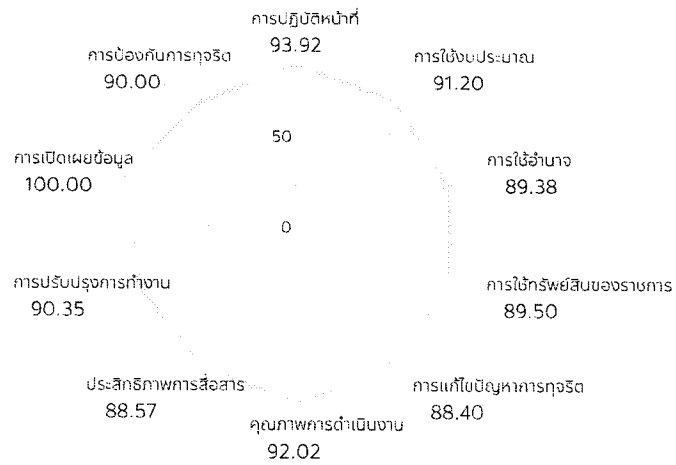 การปฏิบัติหน้าที่
93.92
การใช้งบประมาณ
91.20
การใช้อำนาจ
89.38
การใช้ทรัพย์สินของราชการ
89.50
การแก้ไขปัญหาการทุจริต
88.40
คุณภาพการดำเนินงาน
92.02
ประสิทธิภาพการสื่อสาร
88.57
การปรับปรุงการทำงาน
90.35
การเปิดเผยข้อมูล
100.00
การป้องกันการทุจริต
90.00
50
0